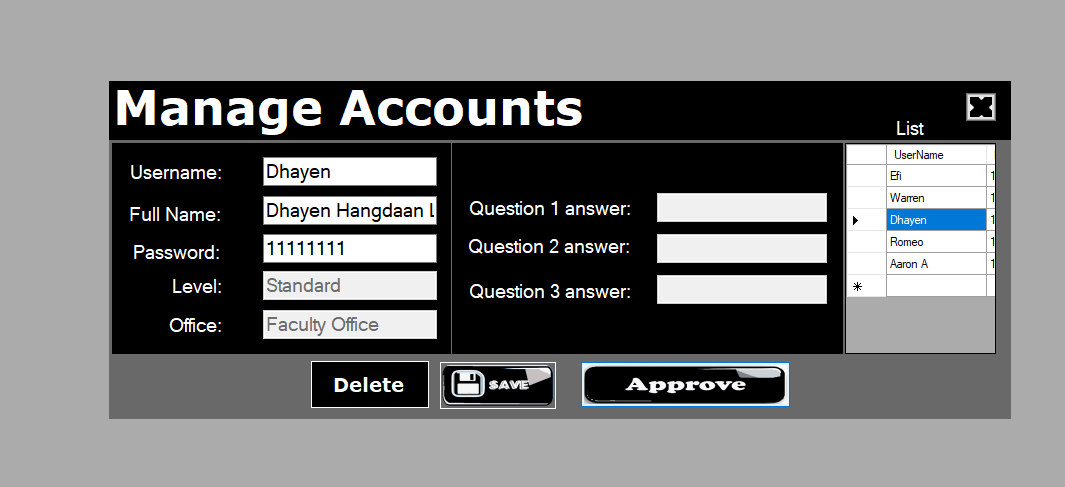 Manage Accounts
List
Username: Dhayen
Full Name: Dhayen Hangdaan L
Password: 11111111
Level: Standard
Office: Faculty Office
Question 1 answer:
Question 2 answer:
Question 3 answer:
UserName
Efi 1
Warren 1
Dhayen 1
Romeo 1
Aaron A 1
Delete
SAVE
Approve